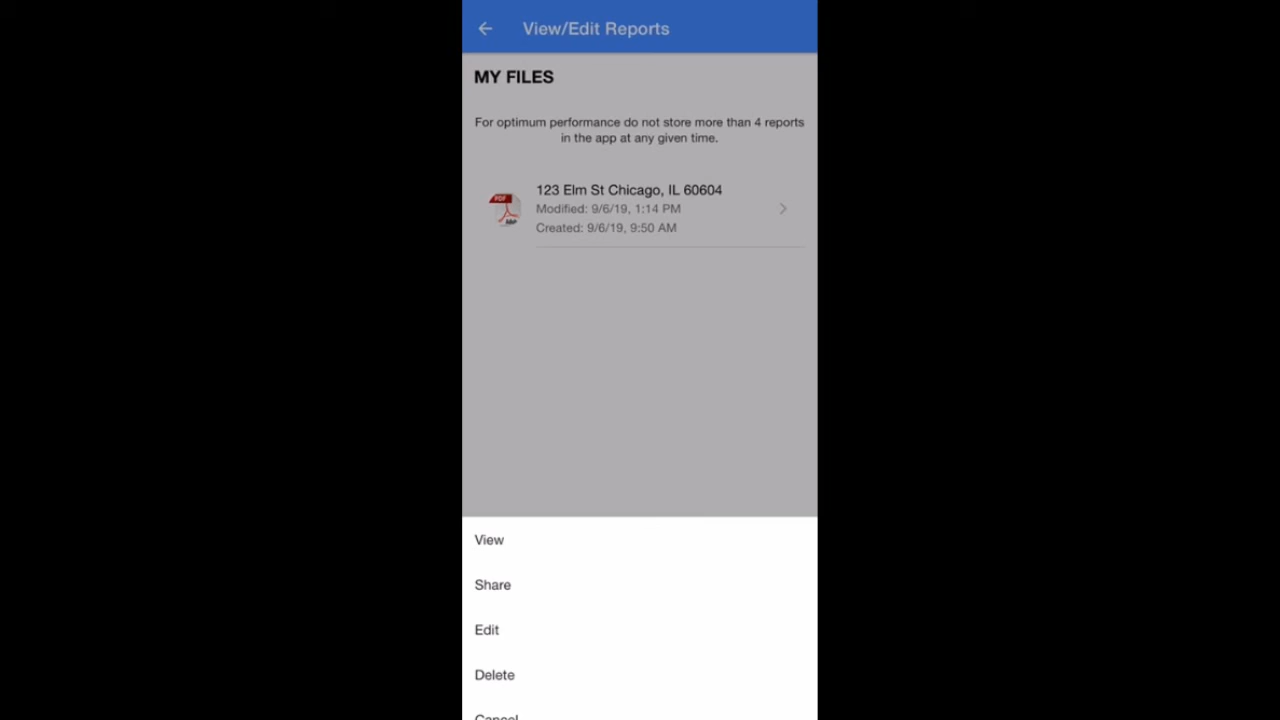 View/Edit Reports
MY FILES
For optimum performance do not store more than 4 reports
in the app at any given time.
PDF
123 Elm St Chicago, IL 60604
Modified: 9/6/19, 1:14 PM
Created: 9/6/19, 9:50 AM
View
Share
Edit
Delete
Cancel